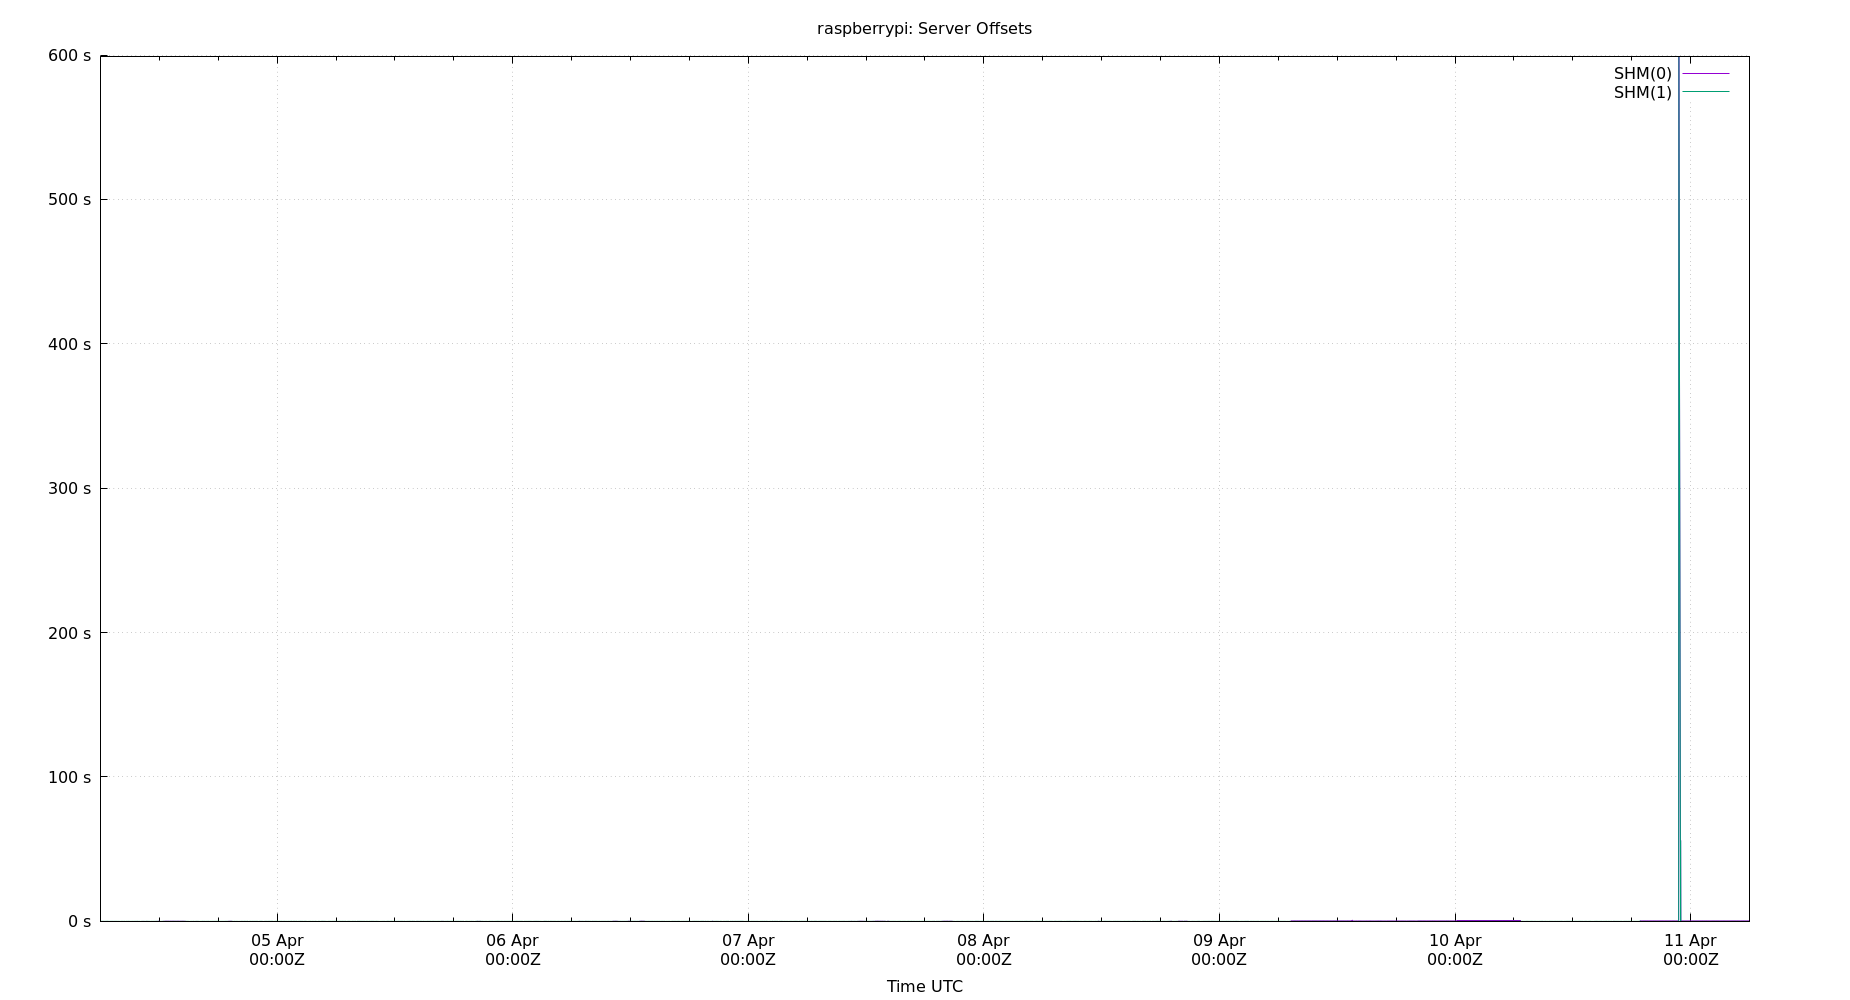 raspberrypi: Server Offsets
600 s
SHM(0)
SHM(1)
500 s
400 s
300 s
200 s
100 s
0 s
05 Apr 06 Apr 07 Apr 08 Apr 09 Apr 10 Apr 11 Apr
00:00Z 00:00Z 00:00Z 00:00Z 00:00Z 00:00Z 00:00Z
Time UTC